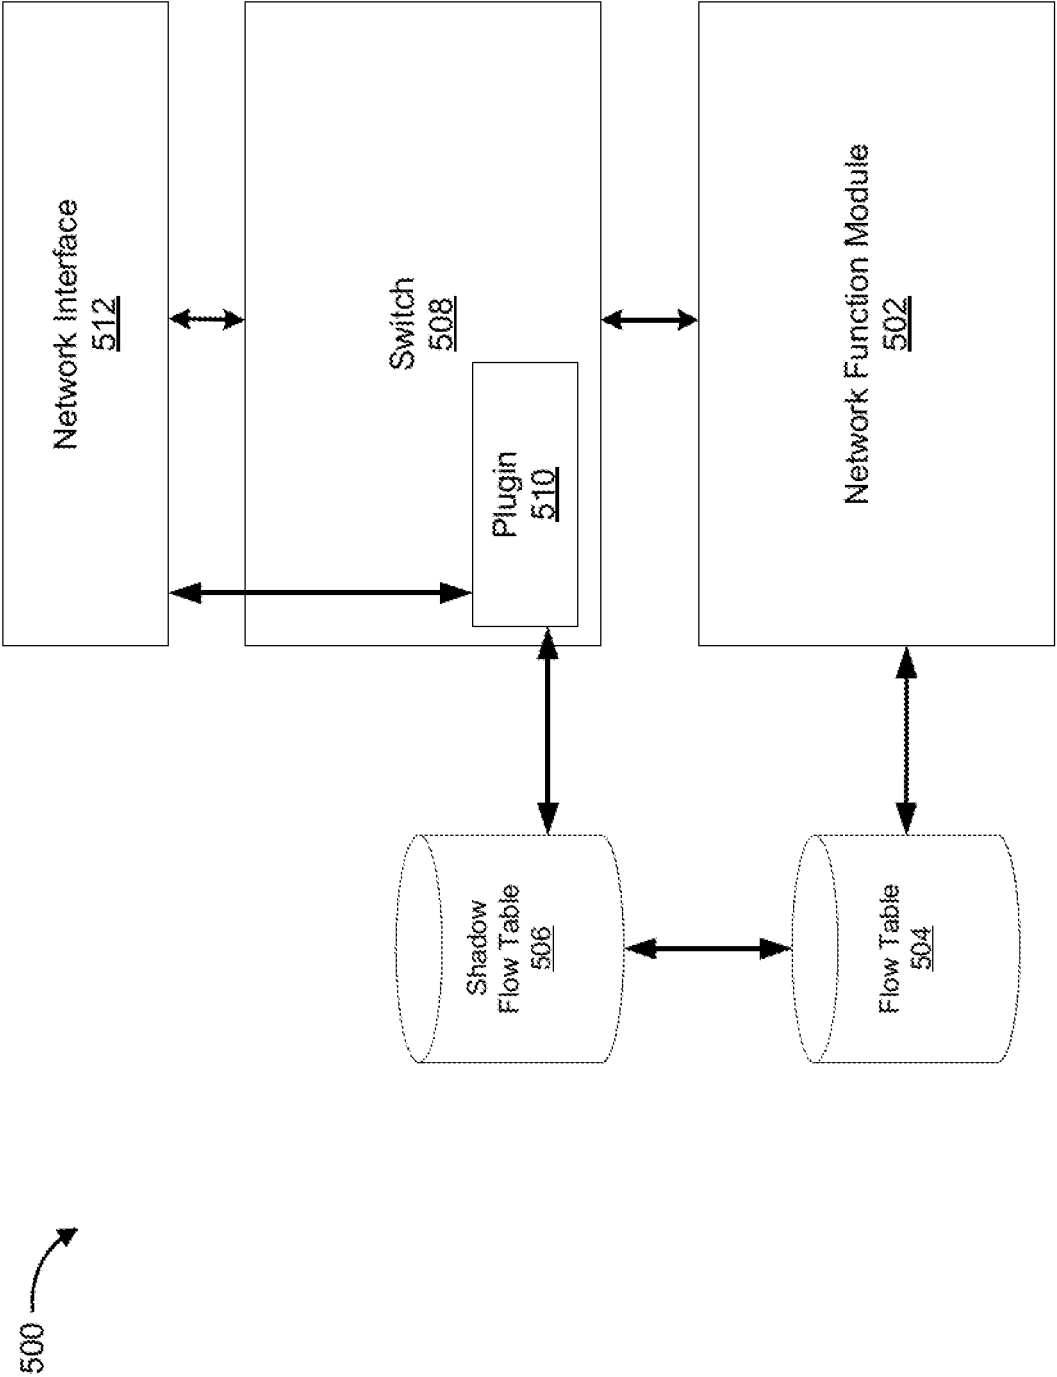 500
Network Interface
512
Switch
508
Plugin
510
Network Function Module
502
Shadow
Flow Table
506
Flow Table
504